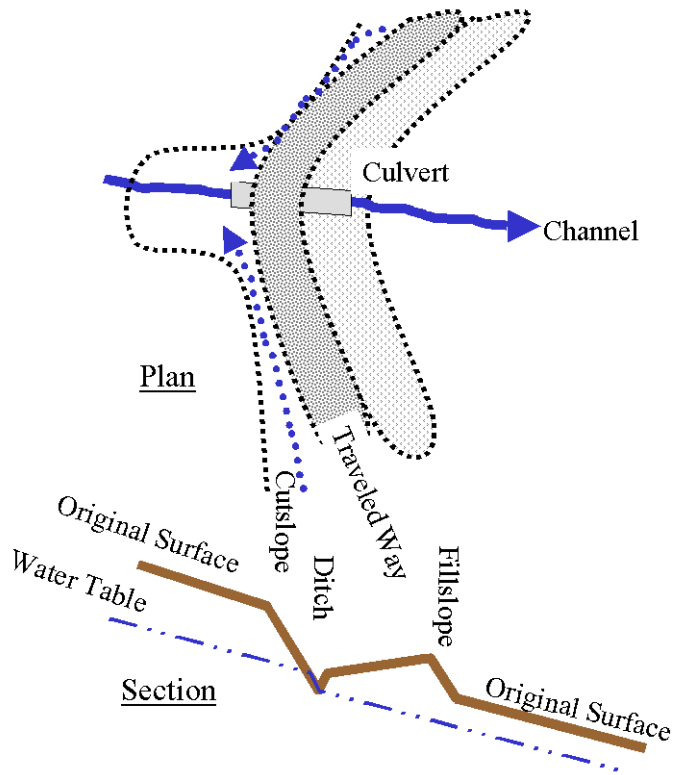 Culvert
Channel
Plan
Traveled Way
Cutslope
Ditch
Fillslope
Original Surface
Water Table
Section
Original Surface